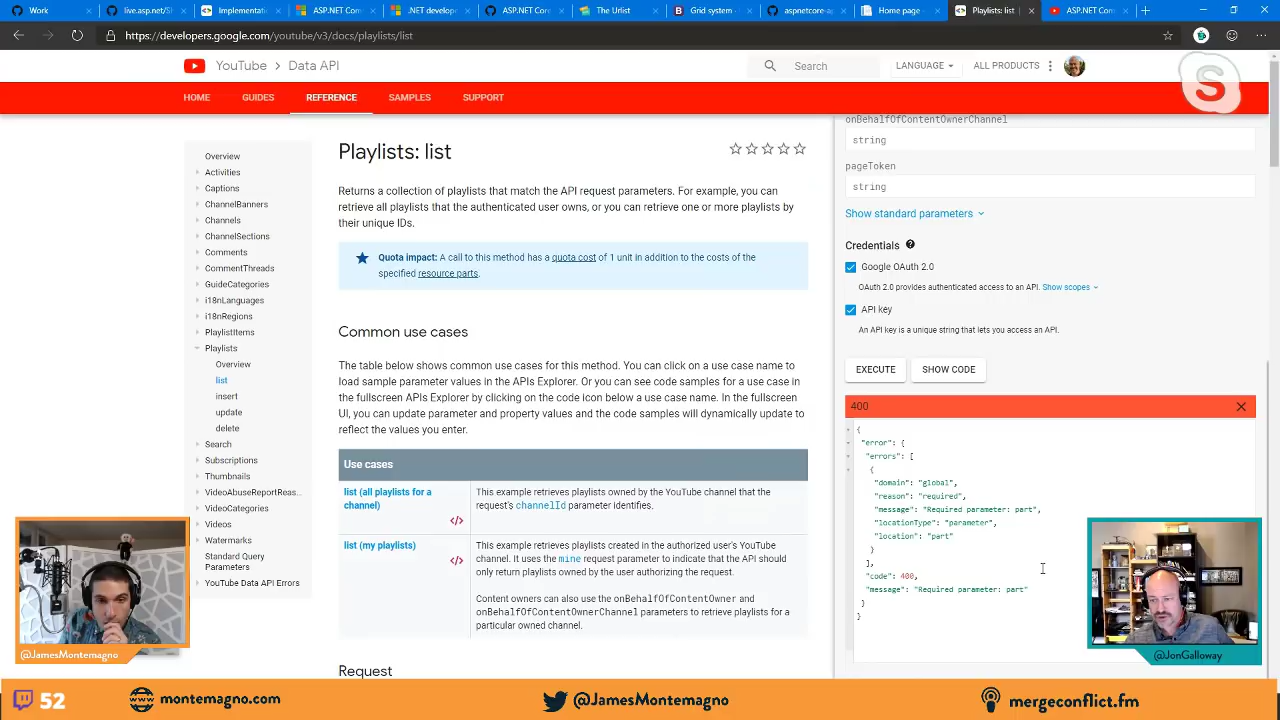 Work
live.asp.net/S
Implementatio
ASP.NET Com
.NET develop
ASP.NET Core
The Urlist
Grid system ·
aspnetcore-ap
Home page -
Playlists: list
ASP.NET Com
https://developers.google.com/youtube/v3/docs/playlists/list
YouTube > Data API
Search
LANGUAGE
ALL PRODUCTS
HOME
GUIDES
REFERENCE
SAMPLES
SUPPORT
Overview
Activities
Captions
ChannelBanners
Channels
ChannelSections
Comments
CommentThreads
GuideCategories
i18nLanguages
i18nRegions
PlaylistItems
Playlists
Overview
list
insert
update
delete
Search
Subscriptions
Thumbnails
VideoAbuseReportReas...
VideoCategories
Videos
Watermarks
Standard Query
Parameters
YouTube Data API Errors
Playlists: list
Returns a collection of playlists that match the API request parameters. For example, you can
retrieve all playlists that the authenticated user owns, or you can retrieve one or more playlists by
their unique IDs.
Quota impact: A call to this method has a quota cost of 1 unit in addition to the costs of the
specified resource parts.
Common use cases
The table below shows common use cases for this method. You can click on a use case name to
load sample parameter values in the APIs Explorer. Or you can see code samples for a use case in
the fullscreen APIs Explorer by clicking on the code icon below a use case name. In the fullscreen
UI, you can update parameter and property values and the code samples will dynamically update to
reflect the values you enter.
Use cases
list (all playlists for a
channel)
</>
This example retrieves playlists owned by the YouTube channel that the
request's channelId parameter identifies.
list (my playlists)
</>
This example retrieves playlists created in the authorized user's YouTube
channel. It uses the mine request parameter to indicate that the API should
only return playlists owned by the user authorizing the request.
Content owners can also use the onBehalfOfContentOwner and
onBehalfOfContentOwnerChannel parameters to retrieve playlists for a
particular owned channel.
Request
onBehalfOfContentOwnerChannel
string
pageToken
string
Show standard parameters
Credentials
Google OAuth 2.0
OAuth 2.0 provides authenticated access to an API. Show scopes
API key
An API key is a unique string that lets you access an API.
EXECUTE
SHOW CODE
400
{
"error": {
"errors": [
{
"domain": "global",
"reason": "required",
"message": "Required parameter: part",
"locationType": "parameter",
"location": "part"
}
],
"code": 400,
"message": "Required parameter: part"
}
}
@JamesMontemagno
@JonGalloway
52
montemagno.com
@JamesMontemagno
mergeconflict.fm